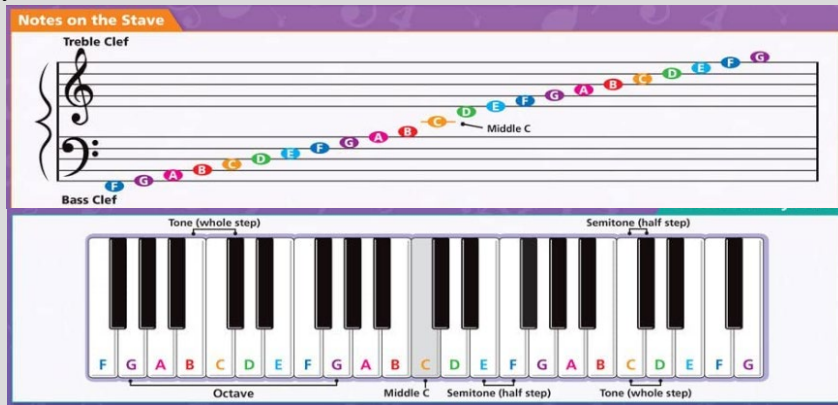 Notes on the Stave
Treble Clef
F G A B C D E F G A B C D E F G A B C D E F G
Middle C
Bass Clef
Tone (whole step) Semitone (half step)
F G A B C D E F G A B C D E F G A B C D E F G
Octave Middle C Semitone (half step) Tone (whole step)